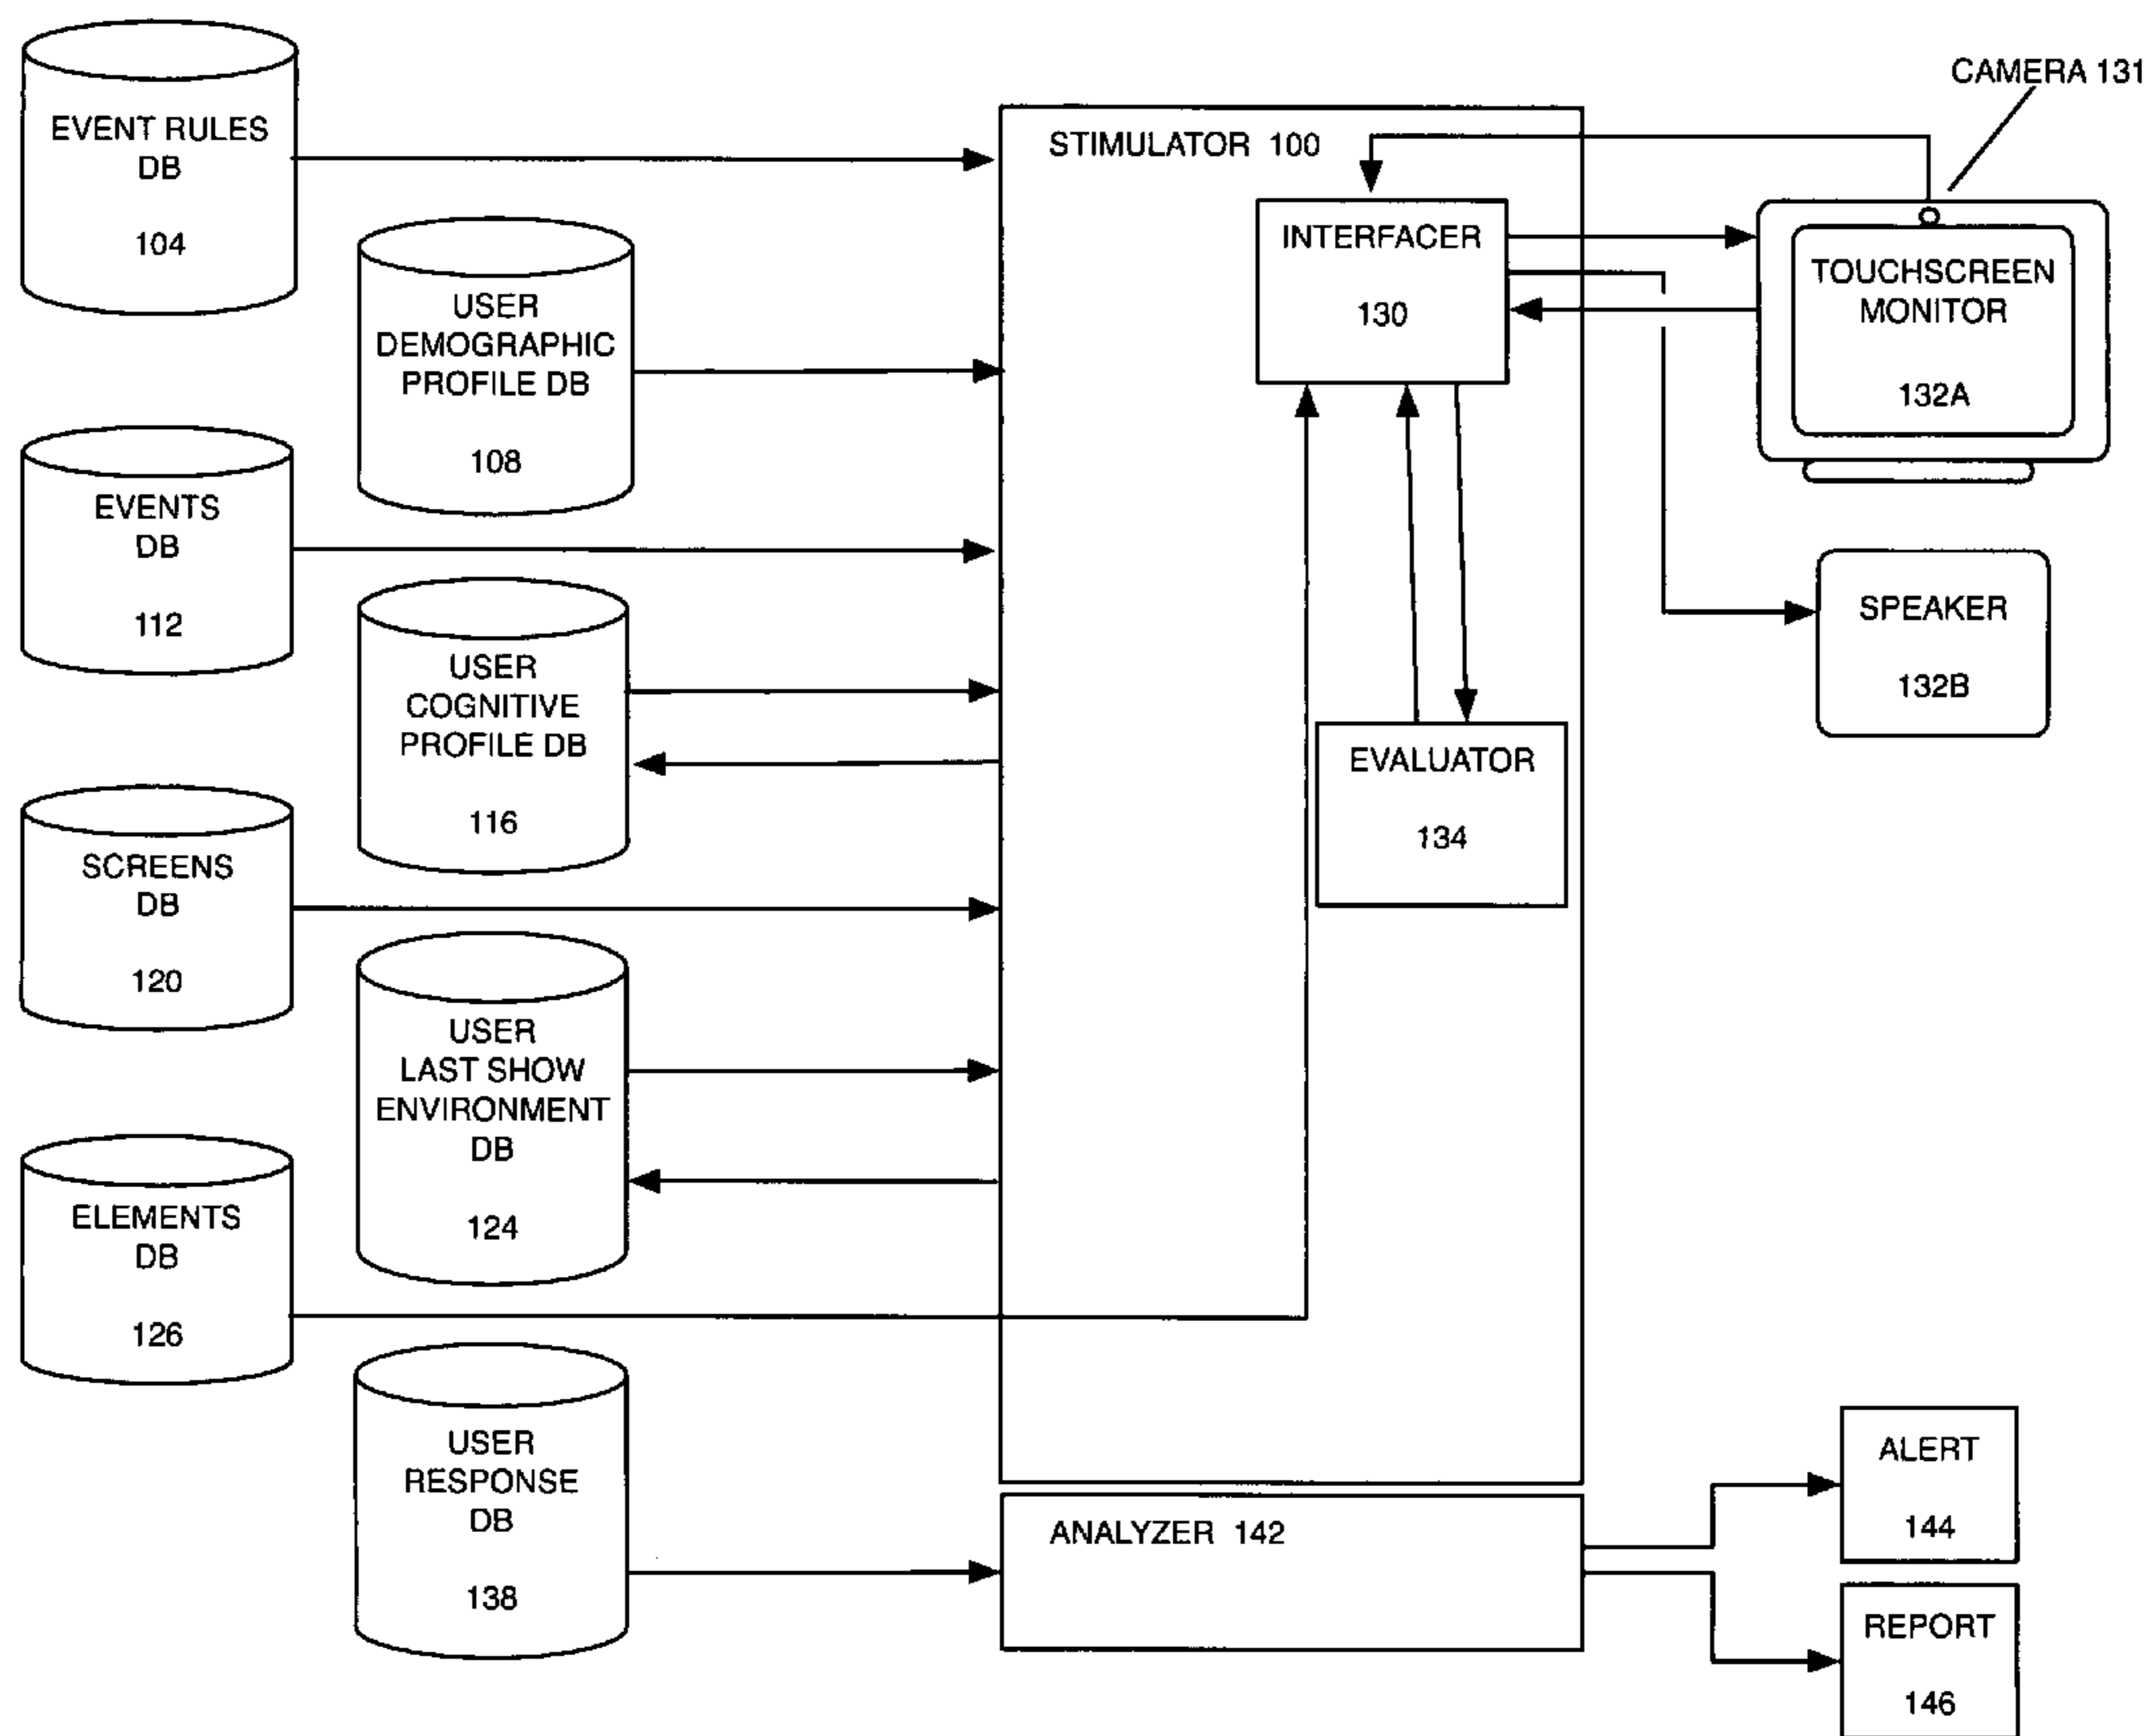 CAMERA 131
EVENT RULES
DB
104
STIMULATOR 100
INTERFACER
130
TOUCHSCREEN
MONITOR
132A
USER
DEMOGRAPHIC
PROFILE DB
108
EVENTS
DB
112
SPEAKER
132B
USER
COGNITIVE
PROFILE DB
116
EVALUATOR
134
SCREENS
DB
120
USER
LAST SHOW
ENVIRONMENT
DB
124
ELEMENTS
DB
126
USER
RESPONSE
DB
138
ANALYZER 142
ALERT
144
REPORT
146